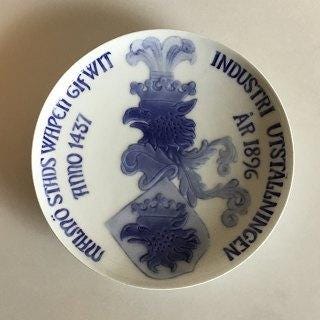 MALMÖ STADS WAPEN GIFWIT
ANNO 1437
INDUSTRI UTSTÄLLNINGEN
ÅR 1896